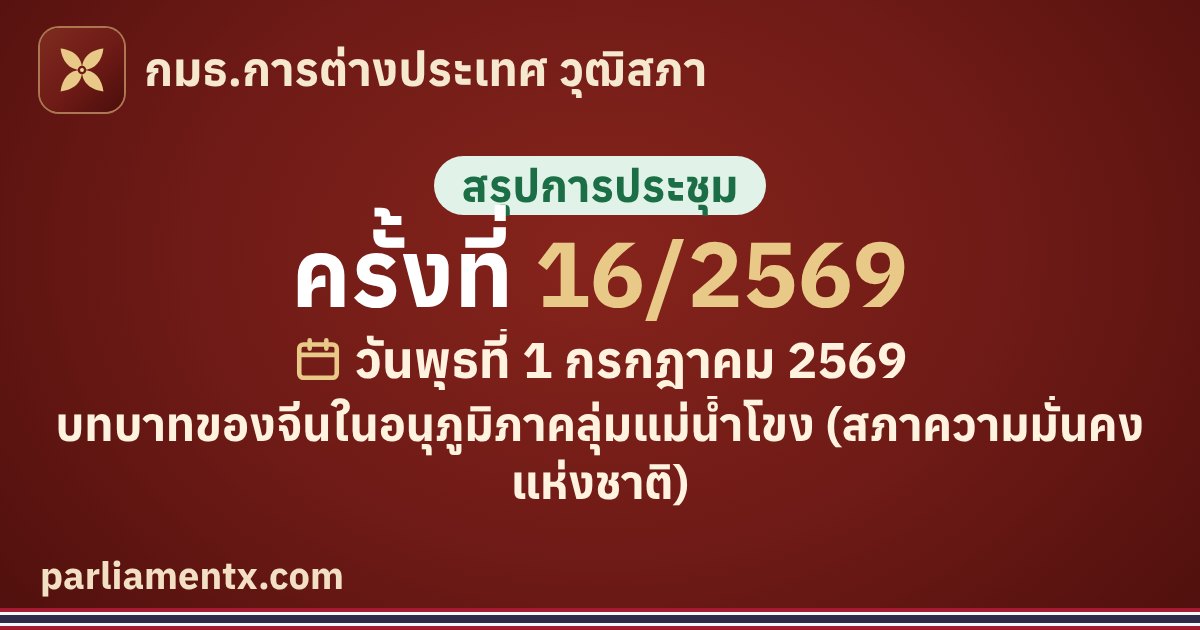 กมธ.การต่างประเทศ วุฒิสภา
สรุปการประชุม
ครั้งที่ 16/2569
วันพุธที่ 1 กรกฎาคม 2569
บทบาทของจีนในอนุภูมิภาคลุ่มแม่น้ำโขง (สภาความมั่นคง
แห่งชาติ)
parliamentx.com